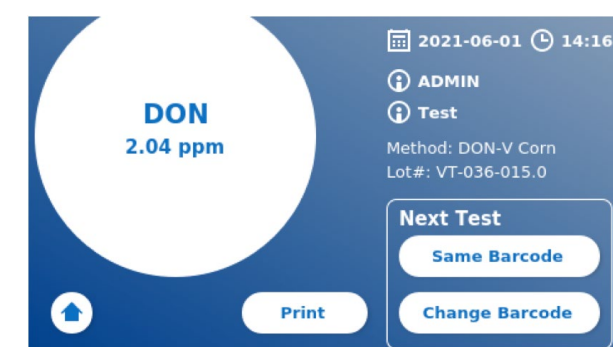 DON
2.04 ppm
2021-06-01 14:16
ADMIN
Test
Method: DON-V Corn
Lot#: VT-036-015.0
Next Test
Same Barcode
Change Barcode
Print